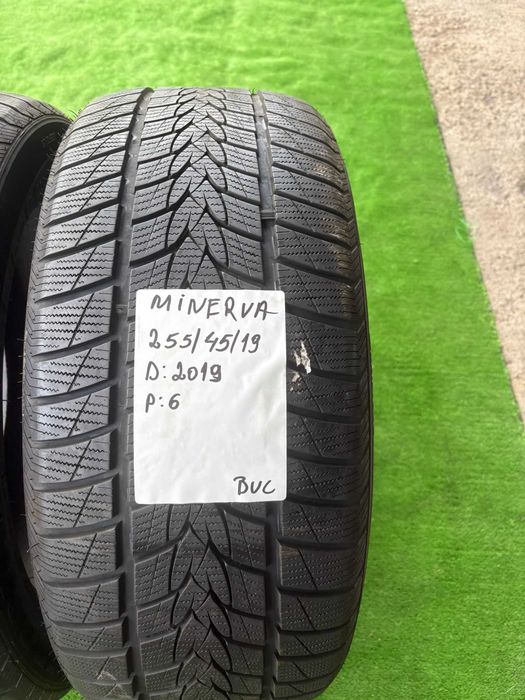 MINERVA
255/45/19
D:2019
P:6
BUC